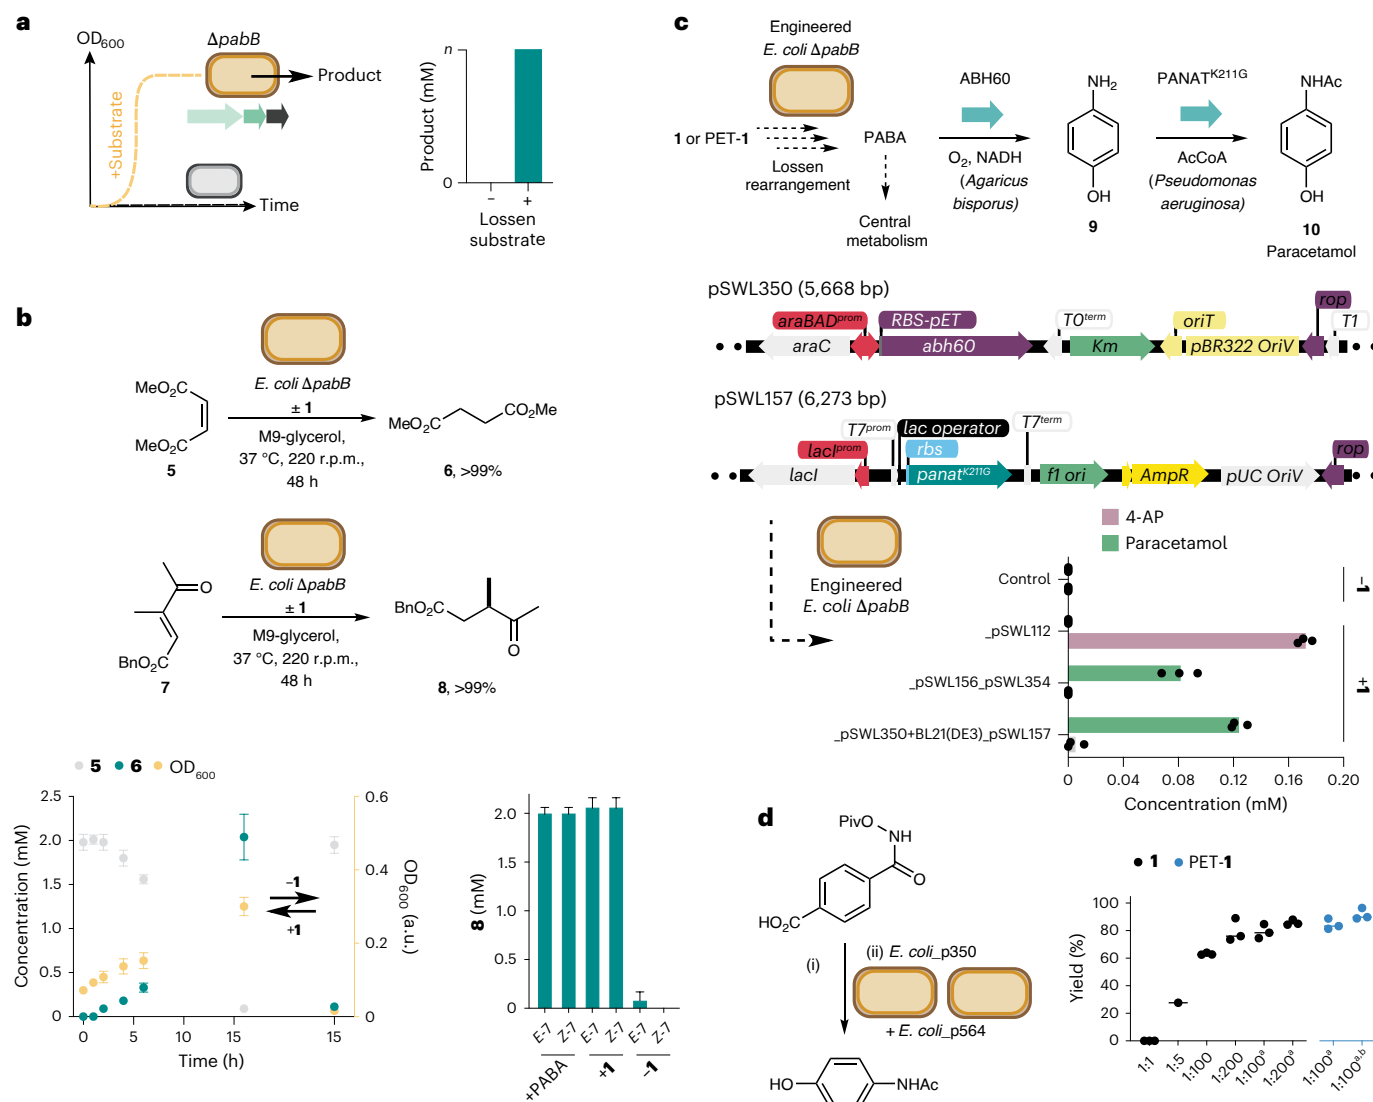 a
OD600
ΔpabB
Product
+Substrate
Time
Product (mM)
n
0
− +
Lossen
substrate
b
MeO2C
MeO2C
5
E. coli ΔpabB
± 1
M9-glycerol,
37 °C, 220 r.p.m.,
48 h
CO2Me
MeO2C
6, >99%
O
BnO2C
7
E. coli ΔpabB
± 1
M9-glycerol,
37 °C, 220 r.p.m.,
48 h
BnO2C
O
8, >99%
5 6 OD600
Concentration (mM)
2.5
2.0
1.5
1.0
0.5
0
0 5 10 15 15
Time (h)
0.6
0.4
0.2
0
OD600 (a.u.)
−1
+1
8 (mM)
2.0
1.5
1.0
0.5
0
E-7 Z-7 E-7 Z-7 E-7 Z-7
+PABA +1 −1
c
Engineered
E. coli ΔpabB
1 or PET-1
Lossen
rearrangement
PABA
Central
metabolism
ABH60
O2, NADH
(Agaricus
bisporus)
NH2
OH
9
PANATK211G
AcCoA
(Pseudomonas
aeruginosa)
NHAc
OH
10
Paracetamol
pSWL350 (5,668 bp)
araBADprom RBS-pET T0term oriT rop T1
araC abh60 Km pBR322 OriV
pSWL157 (6,273 bp)
lacIprom T7prom lac operator rbs T7term rop
lacI panatK211G f1 ori AmpR pUC OriV
Engineered
E. coli ΔpabB
4-AP
Paracetamol
Control
_pSWL112
_pSWL156_pSWL354
_pSWL350+BL21(DE3)_pSWL157
−1
+1
0 0.04 0.08 0.12 0.16 0.20
Concentration (mM)
d
PivO
NH
O
HO2C
(i)
(ii) E. coli_p350
+ E. coli_p564
HO
NHAc
1 PET-1
Yield (%)
100
80
60
40
20
0
1:1 1:5 1:100 1:200 1:100a 1:200a 1:100a 1:100a,b